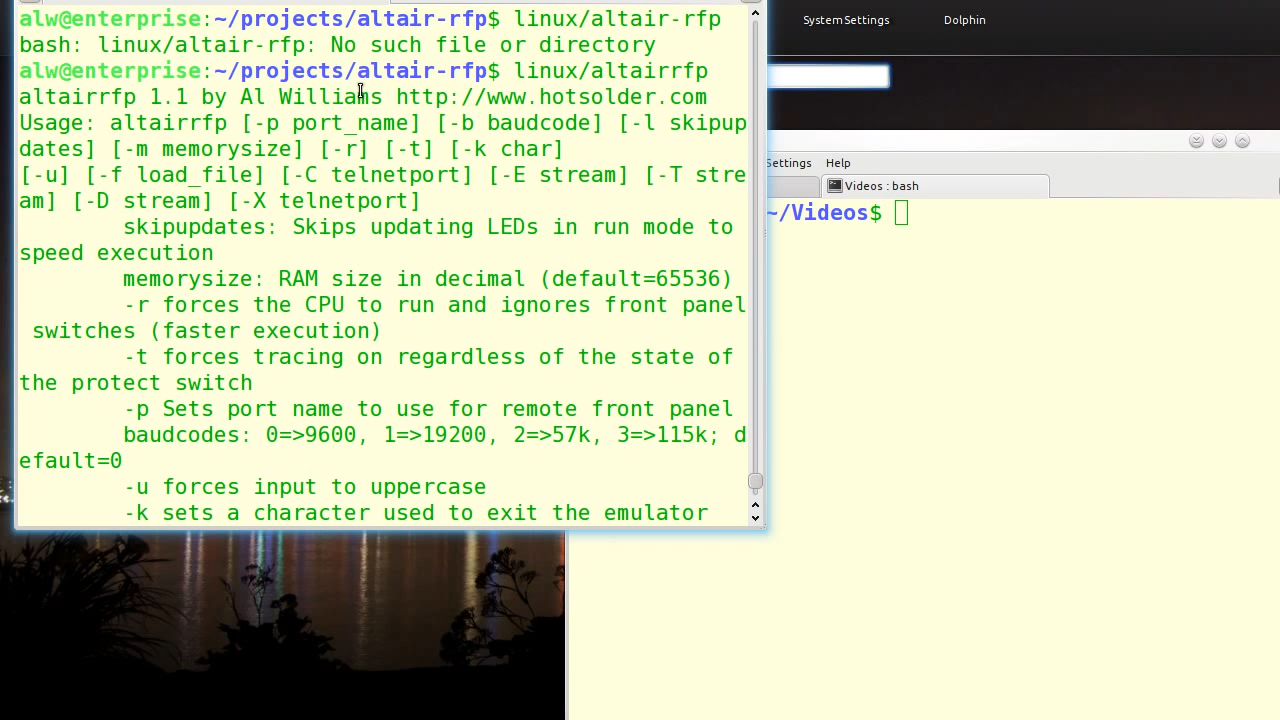 alw@enterprise:~/projects/altair-rfp$ linux/altair-rfp
bash: linux/altair-rfp: No such file or directory
alw@enterprise:~/projects/altair-rfp$ linux/altairrfp
altairrfp 1.1 by Al Williams http://www.hotsolder.com
Usage: altairrfp [-p port_name] [-b baudcode] [-l skipup
dates] [-m memorysize] [-r] [-t] [-k char]
[-u] [-f load_file] [-C telnetport] [-E stream] [-T stre
am] [-D stream] [-X telnetport]
skipupdates: Skips updating LEDs in run mode to
speed execution
memorysize: RAM size in decimal (default=65536)
-r forces the CPU to run and ignores front panel
switches (faster execution)
-t forces tracing on regardless of the state of
the protect switch
-p Sets port name to use for remote front panel
baudcodes: 0=>9600, 1=>19200, 2=>57k, 3=>115k; d
efault=0
-u forces input to uppercase
-k sets a character used to exit the emulator
SystemSettings Dolphin
Settings Help
Videos : bash
~/Videos$